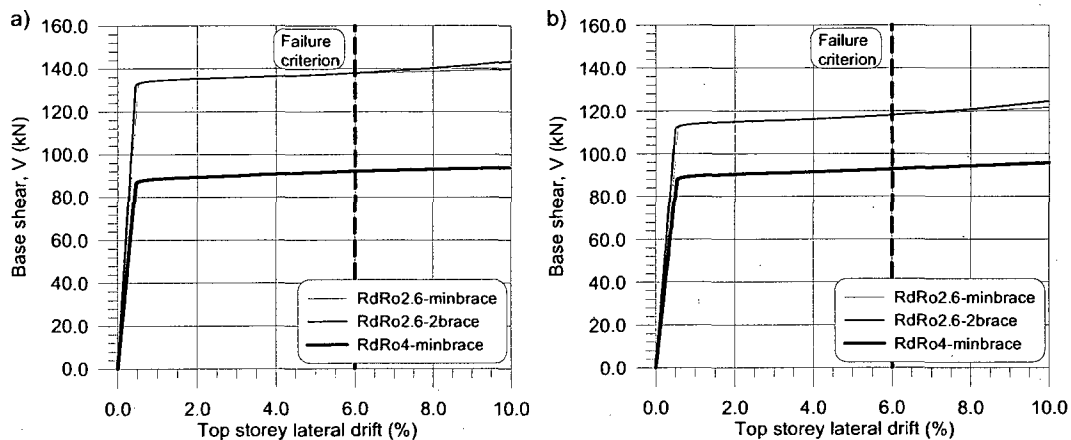 a)
160.0
140.0
120.0
100.0
80.0
60.0
40.0
20.0
0.0
Base shear, V (kN)
Failure
criterion
RdRo2.6-minbrace
RdRo2.6-2brace
RdRo4-minbrace
0.0 2.0 4.0 6.0 8.0 10.0
Top storey lateral drift (%)
b)
160.0
140.0
120.0
100.0
80.0
60.0
40.0
20.0
0.0
Base shear, V (kN)
Failure
criterion
RdRo2.6-minbrace
RdRo2.6-2brace
RdRo4-minbrace
0.0 2.0 4.0 6.0 8.0 10.0
Top storey lateral drift (%)